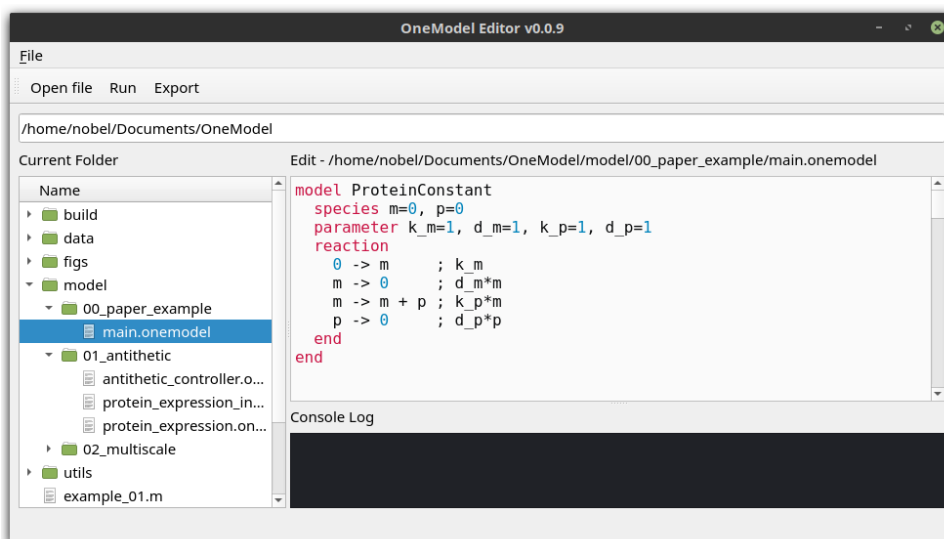 OneModel Editor v0.0.9
File
Open file Run Export
/home/nobel/Documents/OneModel
Current Folder
Name
build
data
figs
model
00_paper_example
main.onemodel
01_antithetic
antithetic_controller.o...
protein_expression_in...
protein_expression.on...
02_multiscale
utils
example_01.m
Edit - /home/nobel/Documents/OneModel/model/00_paper_example/main.onemodel
model ProteinConstant
  species m=0, p=0
  parameter k_m=1, d_m=1, k_p=1, d_p=1
  reaction
    0 -> m     ; k_m
    m -> 0     ; d_m*m
    m -> m + p ; k_p*m
    p -> 0     ; d_p*p
  end
end
Console Log